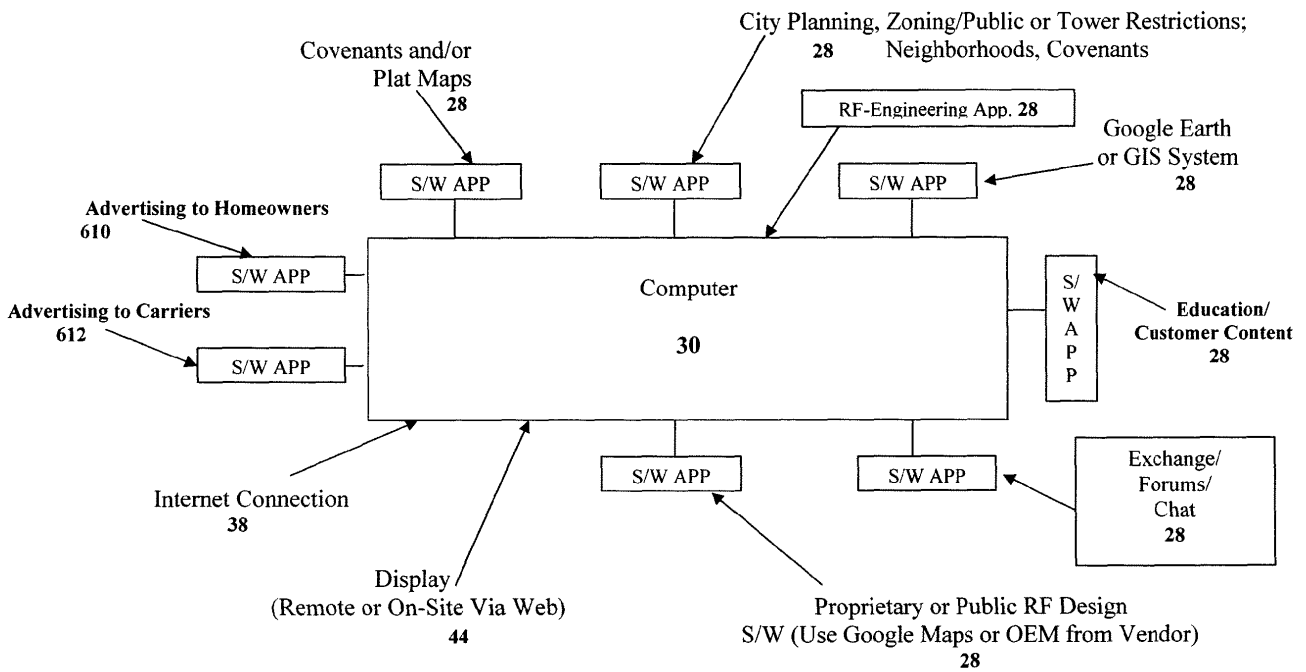 City Planning, Zoning/Public or Tower Restrictions;
28 Neighborhoods, Covenants
Covenants and/or
Plat Maps
28
RF-Engineering App. 28
Google Earth
or GIS System
28
S/W APP
S/W APP
S/W APP
Advertising to Homeowners
610
S/W APP
Computer
30
S/
W
A
P
P
Education/
Customer Content
28
Advertising to Carriers
612
S/W APP
S/W APP
S/W APP
Exchange/
Forums/
Chat
28
Internet Connection
38
Display
(Remote or On-Site Via Web)
44
Proprietary or Public RF Design
S/W (Use Google Maps or OEM from Vendor)
28